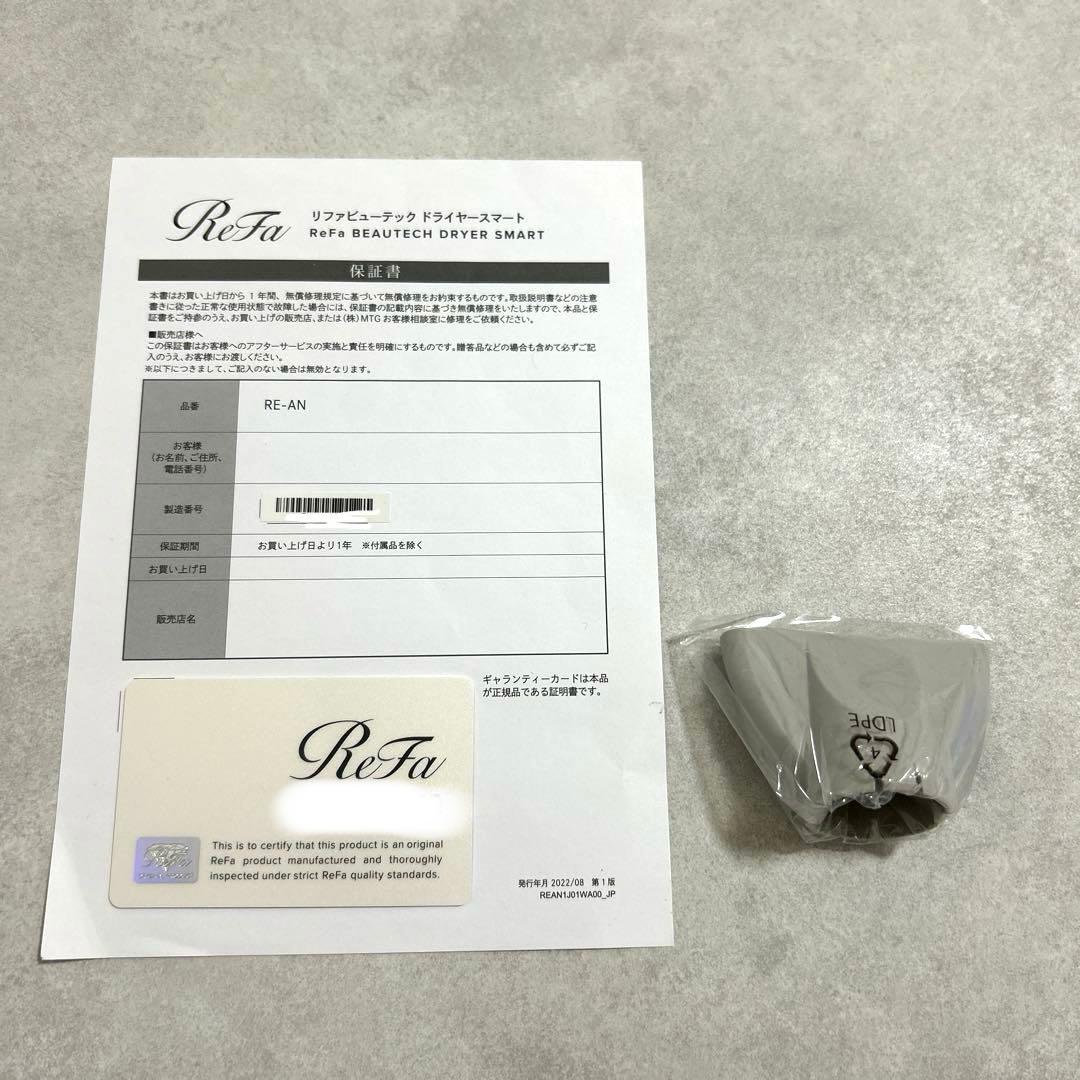 ReFa
リファビューテック ドライヤースマート
ReFa BEAUTECH DRYER SMART
保証書
本書はお買い上げ日から 1 年間、無償修理規定に基づいて無償修理をお約束するものです。取扱説明書などの注意
書きに従った正常な使用状態で故障した場合には、保証書の記載内容に基づき無償修理をいたしますので、本品と保
証書をご持参のうえ、お買い上げの販売店、または(株)MTG お客様相談室に修理をご依頼ください。
■販売店様へ
この保証書はお客様へのアフターサービスの実施と責任を明確にするものです。贈答品などの場合も含めて必ずご記
入のうえ、お客様にお渡しください。
※以下につきまして、ご記入のない場合は無効となります。
品番 RE-AN
お客様
(お名前、ご住所、
電話番号)
製造番号
保証期間 お買い上げ日より1年 ※付属品を除く
お買い上げ日
販売店名
ギャランティーカードは本品
が正規品である証明書です。
ReFa
This is to certify that this product is an original
ReFa product manufactured and thoroughly
inspected under strict ReFa quality standards.
発行年月 2022/08 第1版
REAN1J01WA00_JP
4
LDPE